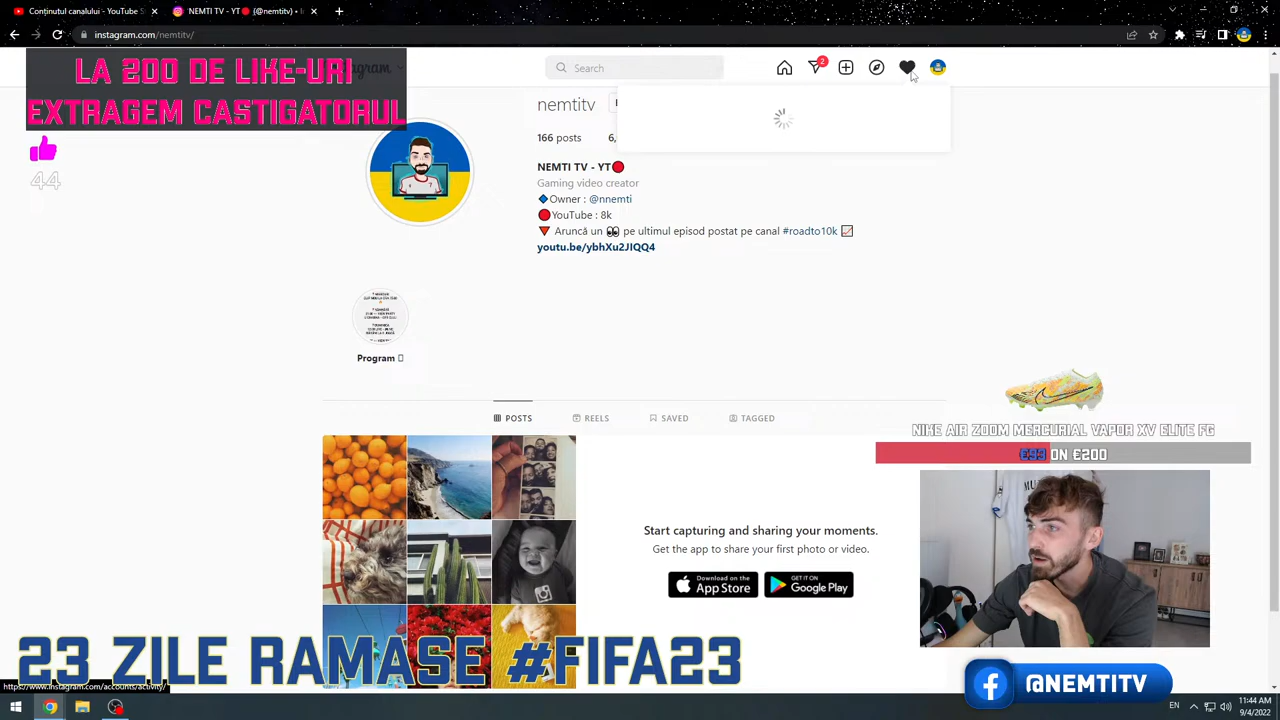 Conținutul canalului - YouTube S
NEMTI TV - YT🔴 (@nemtitv) • I
instagram.com/nemtitv/
LA 200 DE LIKE-URI
EXTRAGEM CASTIGATORUL
44
Search
2
nemtitv
166 posts
6,
NEMTI TV - YT🔴
Gaming video creator
🔷Owner : @nnemti
🔴YouTube : 8k
🔻 Aruncă un 👀 pe ultimul episod postat pe canal #roadto10k 📈
youtu.be/ybhXu2JIQQ4
Program
POSTS
REELS
SAVED
TAGGED
NIKE AIR ZOOM MERCURIAL VAPOR XV ELITE FG
€93 ON €200
Start capturing and sharing your moments.
Get the app to share your first photo or video.
Download on the
App Store
GET IT ON
Google Play
23 ZILE RAMASE #FIFA23
@NEMTITV
https://www.instagram.com/accounts/activity/
EN
11:44 AM
9/4/2022